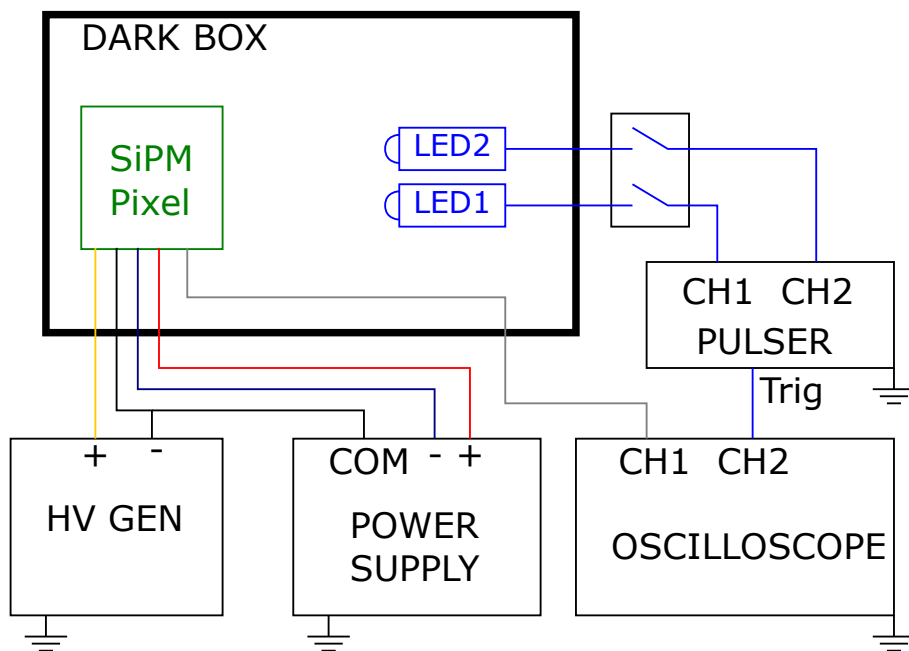 DARK BOX
SiPM
Pixel
LED2
LED1
CH1 CH2
PULSER
Trig
+ -
HV GEN
COM - +
POWER
SUPPLY
CH1 CH2
OSCILLOSCOPE